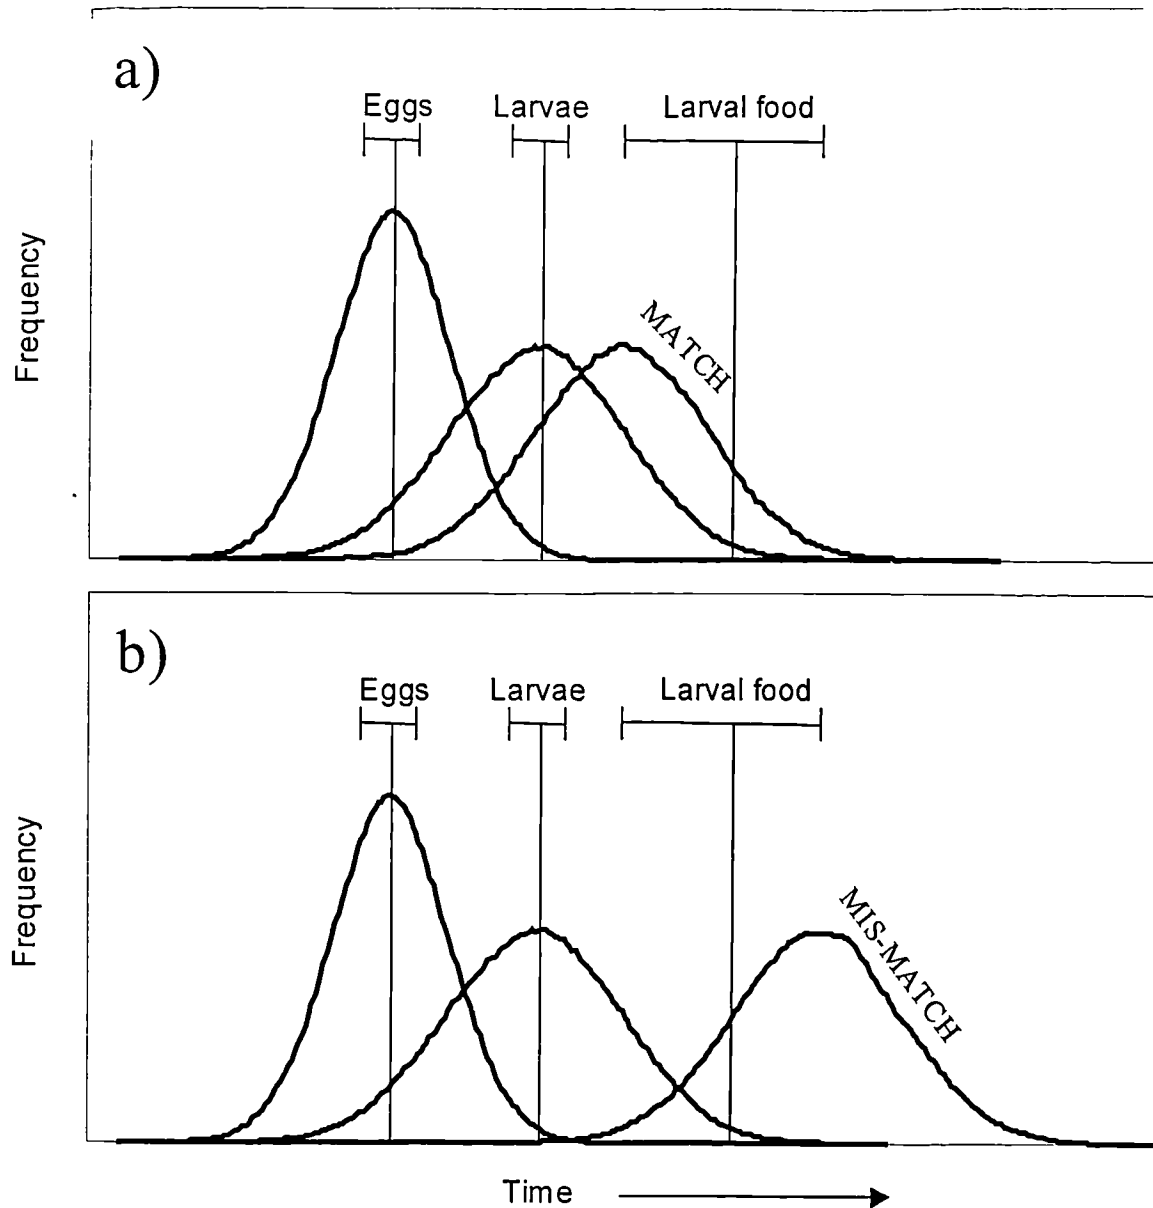 a)
Eggs Larvae Larval food
MATCH
Frequency
b)
Eggs Larvae Larval food
MIS-MATCH
Frequency
Time